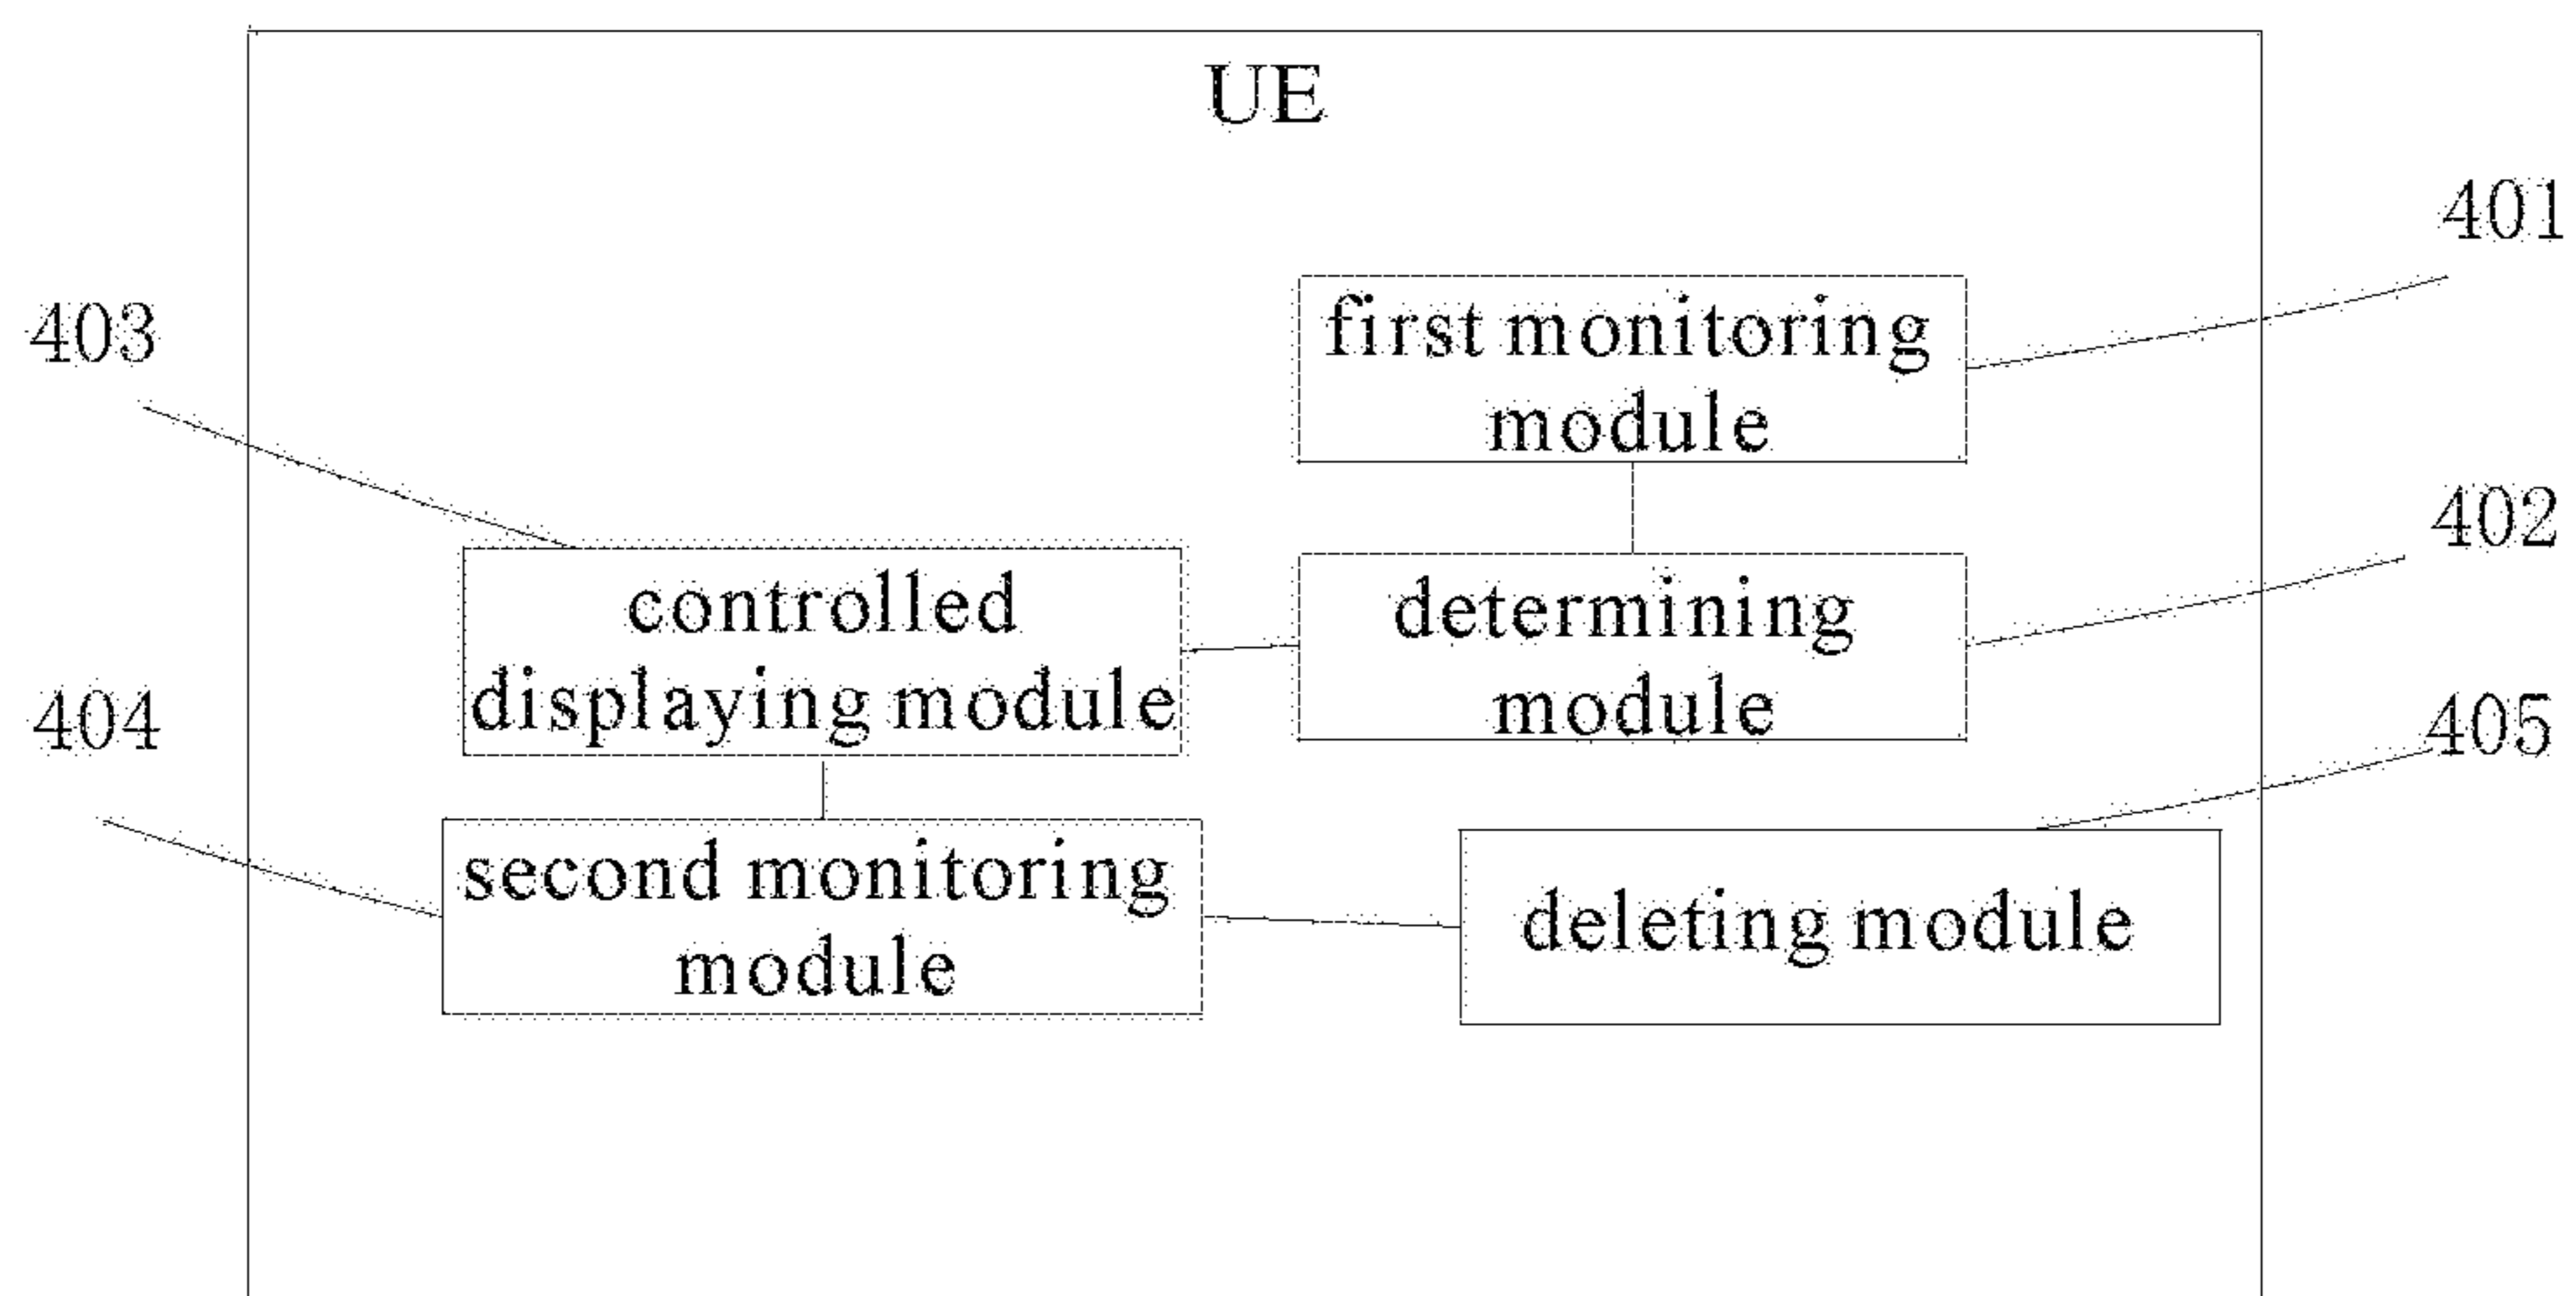 UE
401
403
first monitoring
module
402
controlled
displaying module
determining
module
404
405
second monitoring
module
deleting module